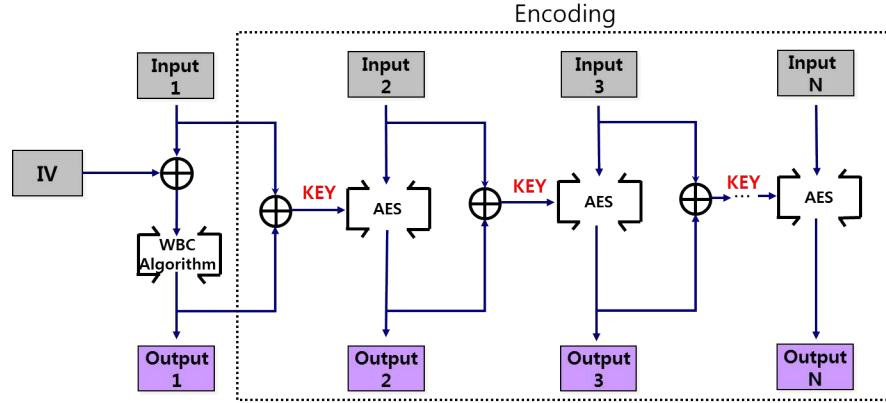 Encoding
Input
1
Input
2
Input
3
Input
N
IV
KEY
AES
KEY
AES
KEY
...
AES
WBC
Algorithm
Output
1
Output
2
Output
3
Output
N